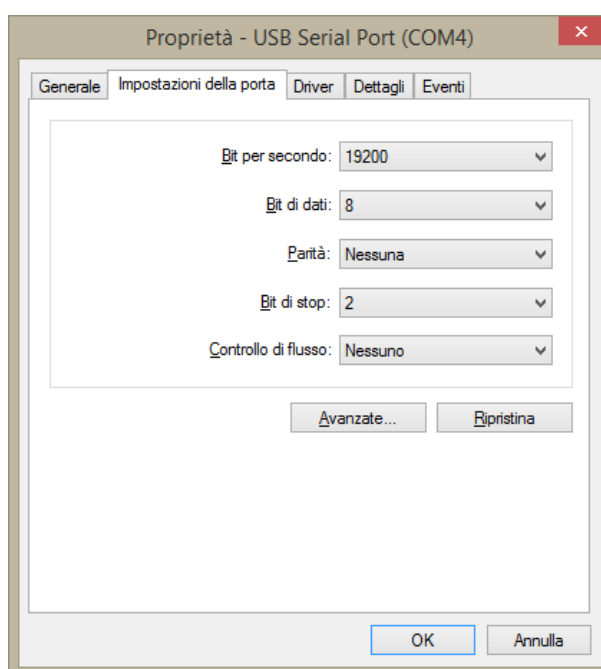 Proprietà - USB Serial Port (COM4)
Generale Impostazioni della porta Driver Dettagli Eventi
Bit per secondo: 19200
Bit di dati: 8
Parità: Nessuna
Bit di stop: 2
Controllo di flusso: Nessuno
Avanzate... Ripristina
OK Annulla